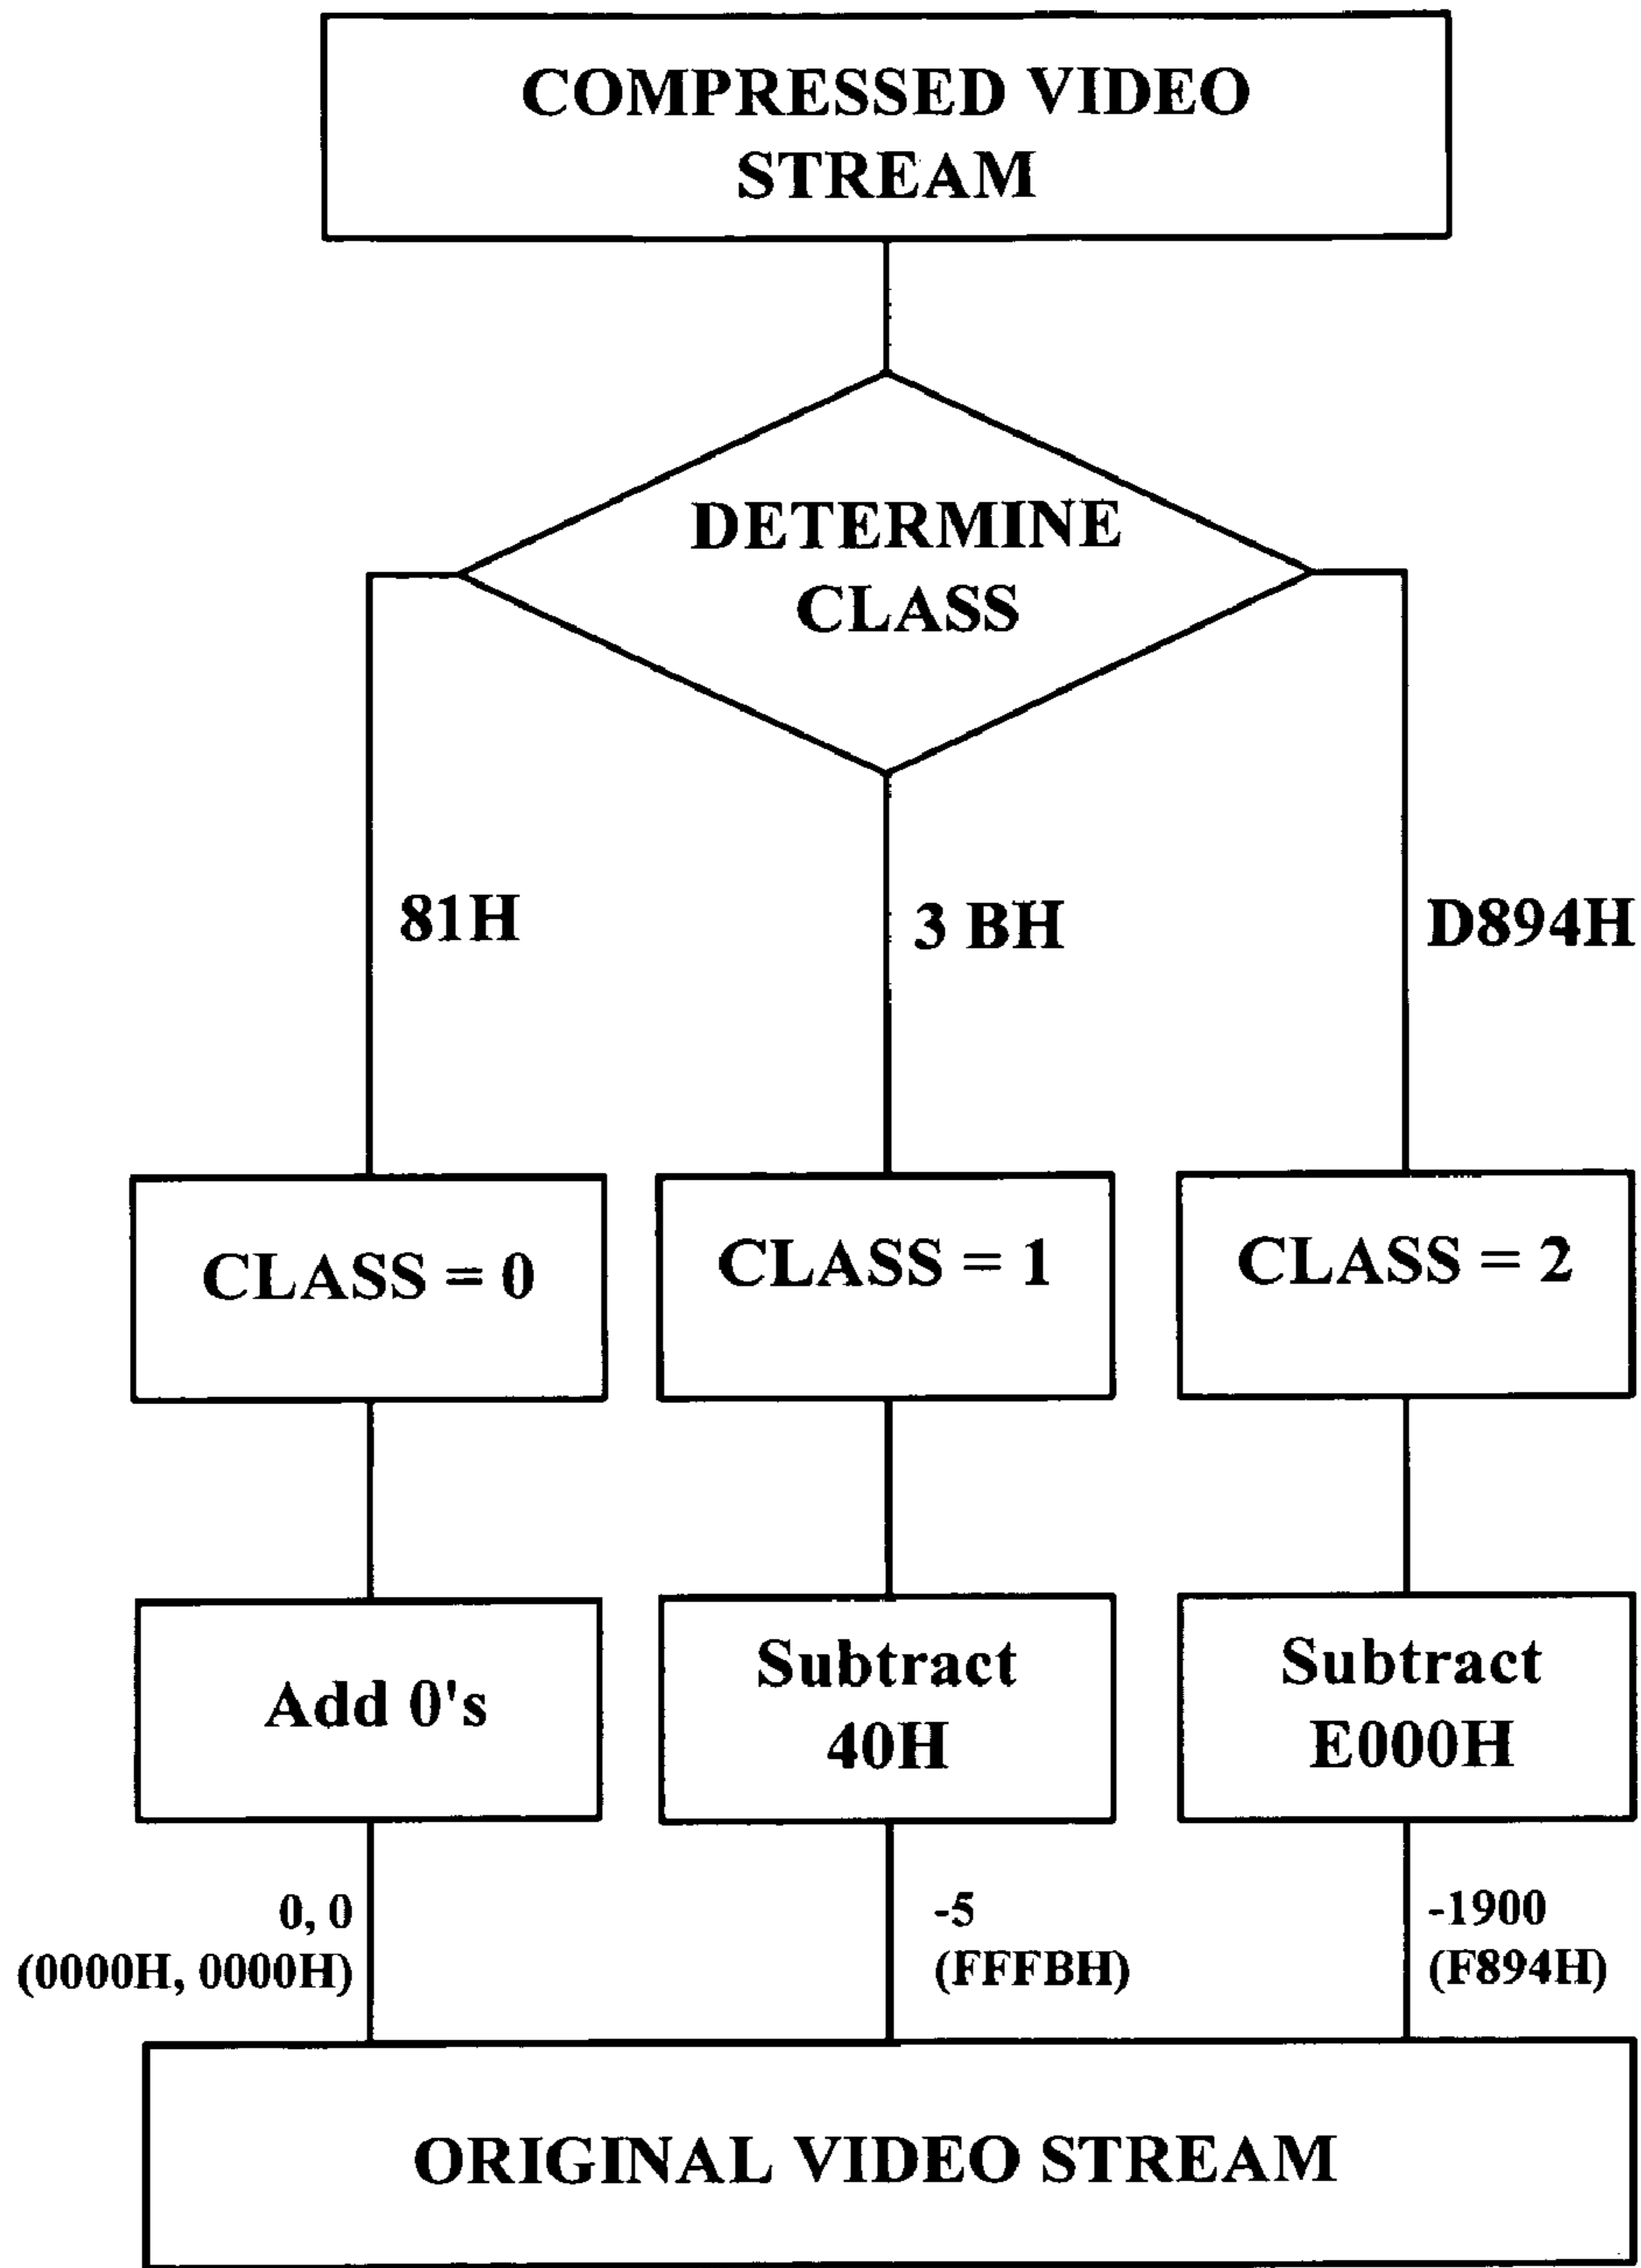 COMPRESSED VIDEO
STREAM
DETERMINE
CLASS
81H
3 BH
D894H
CLASS = 0
CLASS = 1
CLASS = 2
Add 0's
Subtract
40H
Subtract
E000H
0, 0
(0000H, 0000H)
-5
(FFFBH)
-1900
(F894H)
ORIGINAL VIDEO STREAM